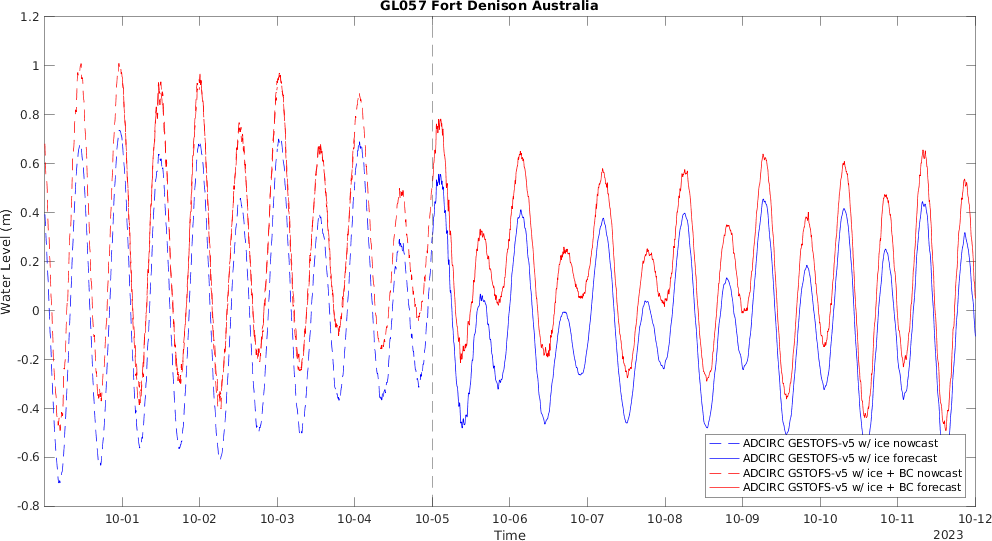 GL057 Fort Denison Australia
1.2
1
0.8
0.6
0.4
0.2
0
-0.2
-0.4
-0.6
-0.8
Water Level (m)
ADCIRC GESTOFS-v5 w/ ice nowcast
ADCIRC GESTOFS-v5 w/ ice forecast
ADCIRC GSTOFS-v5 w/ ice + BC nowcast
ADCIRC GSTOFS-v5 w/ ice + BC forecast
10-01 10-02 10-03 10-04 10-05 10-06 10-07 10-08 10-09 10-10 10-11 10-12
Time
2023